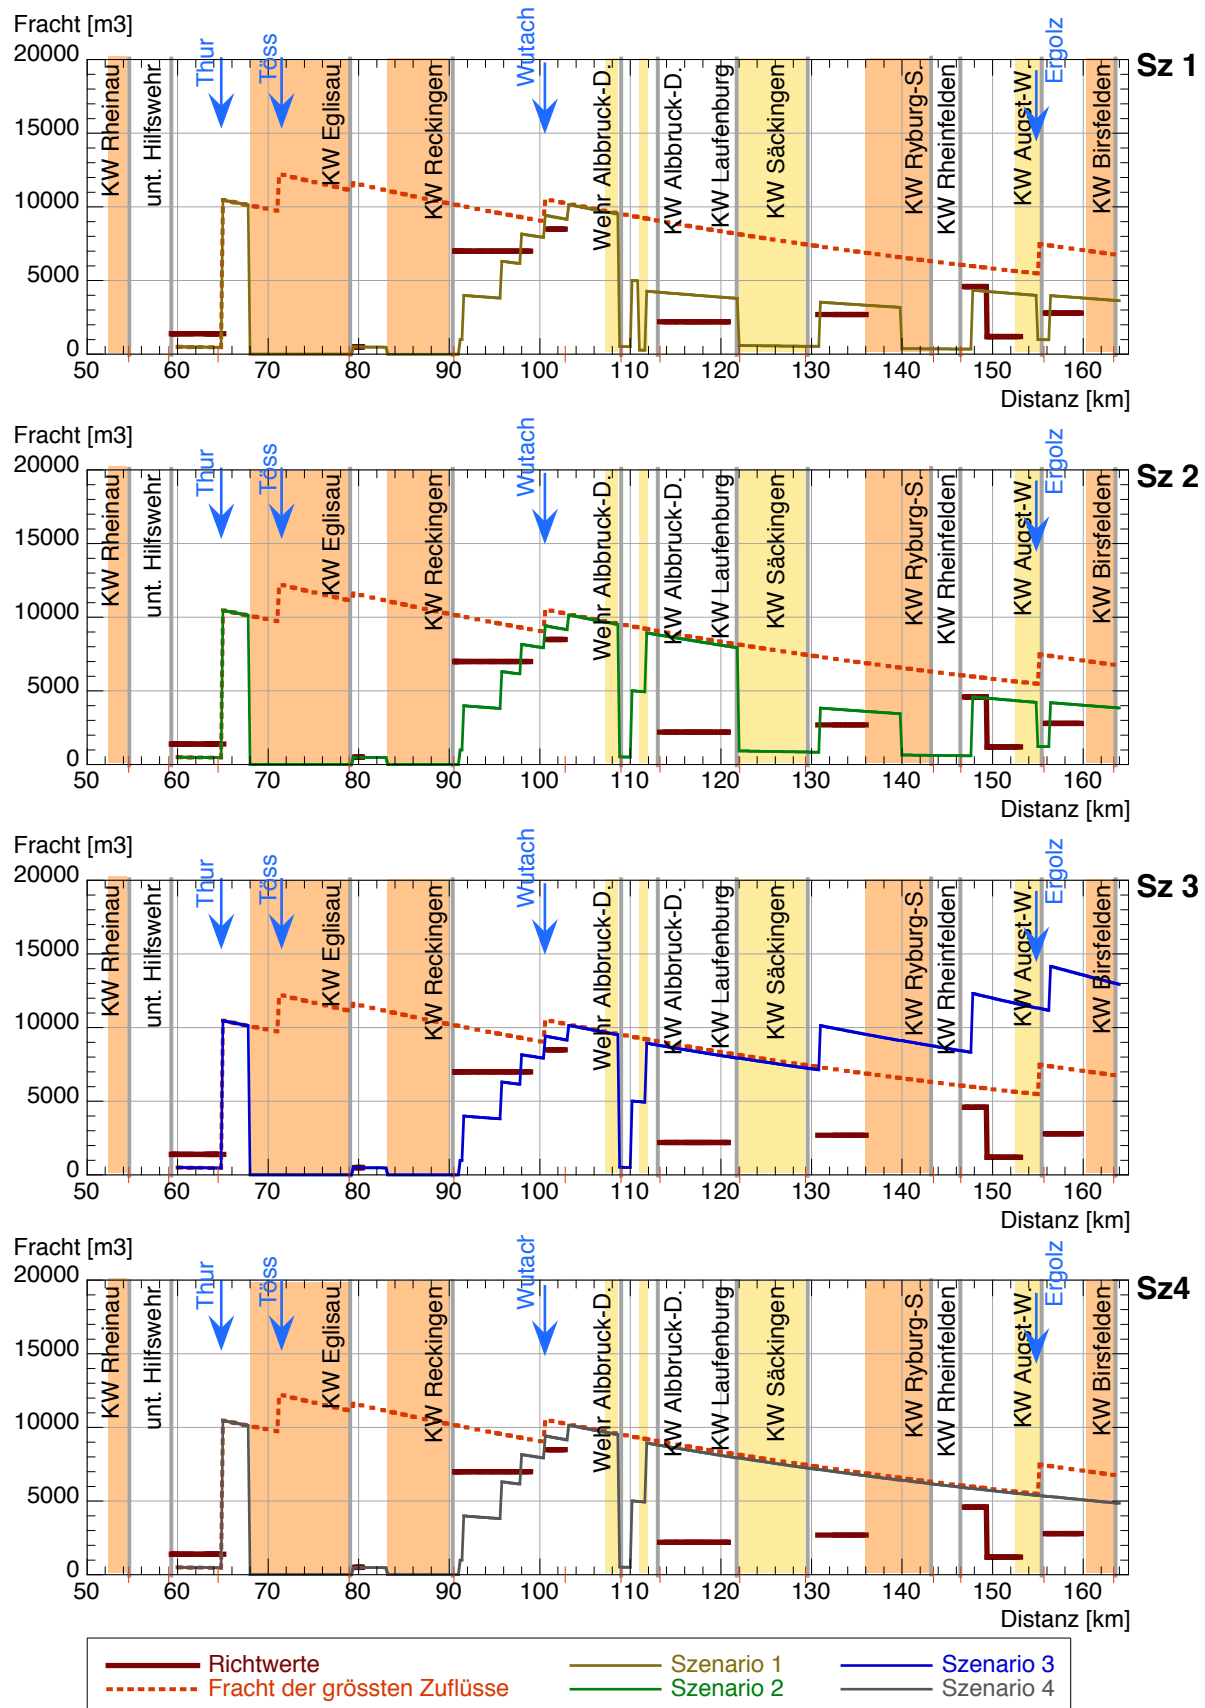 Fracht [m3]
Thur
Töss
Wutach
Ergolz
Sz 1
20000
15000
10000
5000
0
KW Rheinau
unt. Hilfswehr
KW Eglisau
KW Reckingen
Wehr Albbruck-D.
KW Albbruck-D.
KW Laufenburg
KW Säckingen
KW Ryburg-S.
KW Rheinfelden
KW Augst-W.
KW Birsfelden
50 60 70 80 90 100 110 120 130 140 150 160
Distanz [km]
Fracht [m3]
Thur
Töss
Wutach
Ergolz
Sz 2
20000
15000
10000
5000
0
KW Rheinau
unt. Hilfswehr
KW Eglisau
KW Reckingen
Wehr Albbruck-D.
KW Albbruck-D.
KW Laufenburg
KW Säckingen
KW Ryburg-S.
KW Rheinfelden
KW Augst-W.
KW Birsfelden
50 60 70 80 90 100 110 120 130 140 150 160
Distanz [km]
Fracht [m3]
Thur
Töss
Wutach
Ergolz
Sz 3
20000
15000
10000
5000
0
KW Rheinau
unt. Hilfswehr
KW Eglisau
KW Reckingen
Wehr Albbruck-D.
KW Albbruck-D.
KW Laufenburg
KW Säckingen
KW Ryburg-S.
KW Rheinfelden
KW Augst-W.
KW Birsfelden
50 60 70 80 90 100 110 120 130 140 150 160
Distanz [km]
Fracht [m3]
Thur
Töss
Wutach
Ergolz
Sz4
20000
15000
10000
5000
0
KW Rheinau
unt. Hilfswehr
KW Eglisau
KW Reckingen
Wehr Albbruck-D.
KW Albbruck-D.
KW Laufenburg
KW Säckingen
KW Ryburg-S.
KW Rheinfelden
KW Augst-W.
KW Birsfelden
50 60 70 80 90 100 110 120 130 140 150 160
Distanz [km]
Richtwerte
Fracht der grössten Zuflüsse
Szenario 1
Szenario 2
Szenario 3
Szenario 4